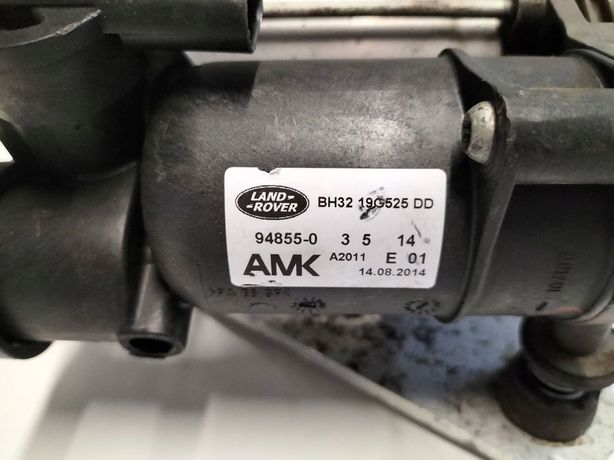 LAND-
-ROVER
BH32 19G525 DD
94855-0 3 5 14
AMK A2011 E 01
14.08.2014